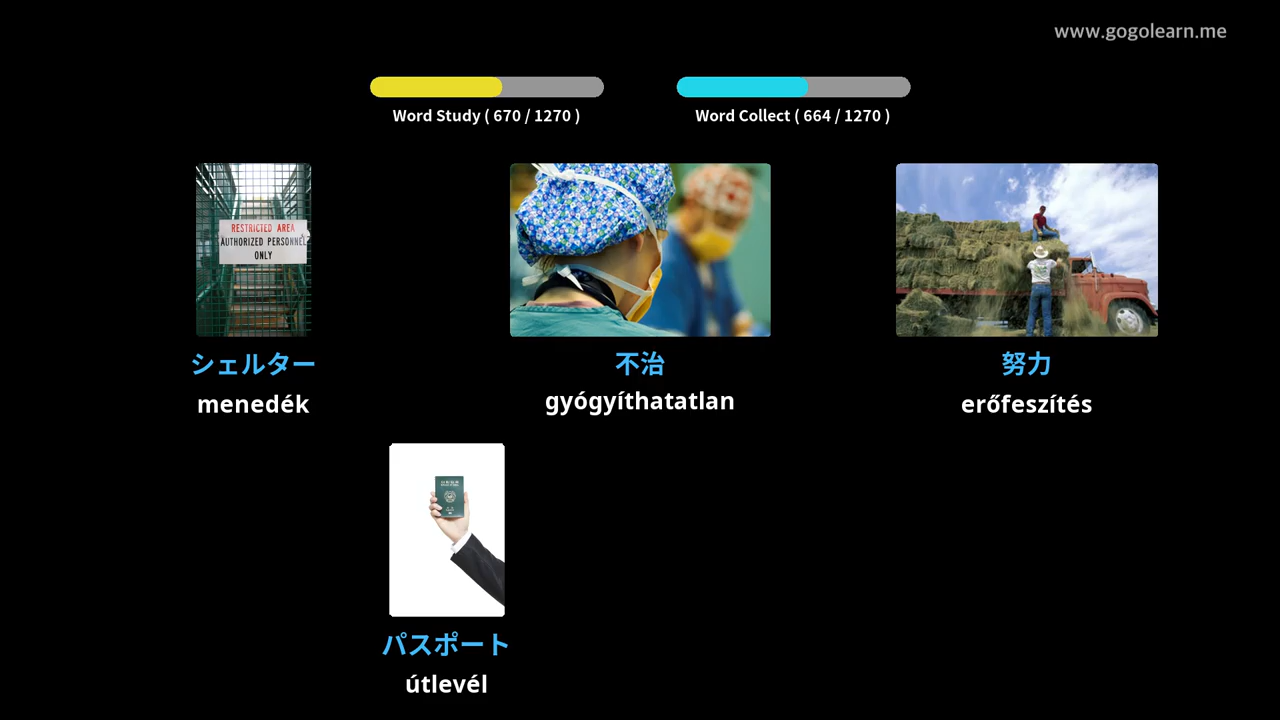 www.gogolearn.me
Word Study ( 670 / 1270 )
Word Collect ( 664 / 1270 )
RESTRICTED AREA
AUTHORIZED PERSONNEL
ONLY
シェルター
不治
努力
menedék
gyógyíthatatlan
erőfeszítés
パスポート
útlevél